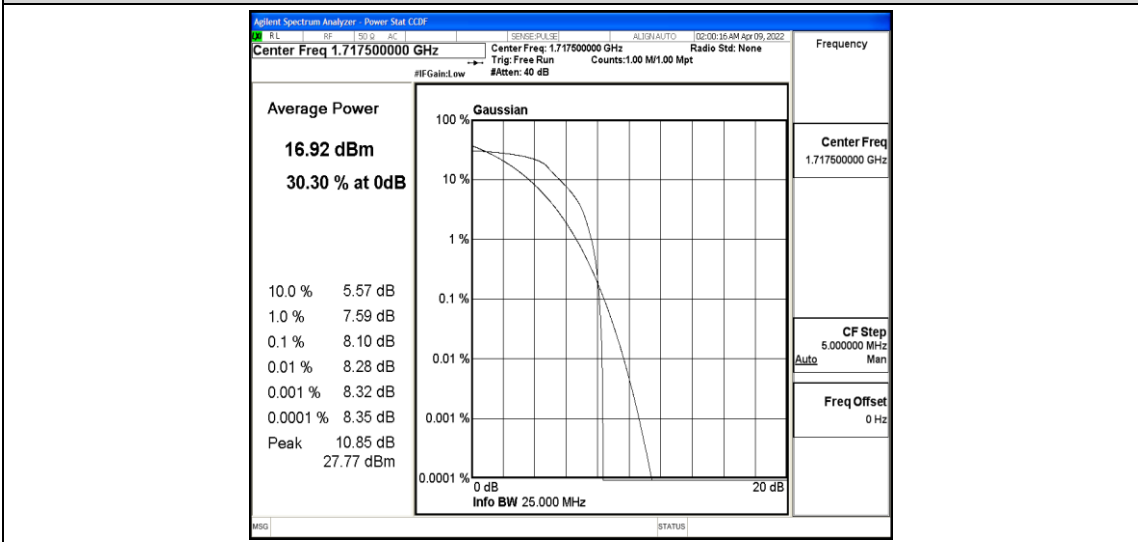 Agilent Spectrum Analyzer - Power Stat CCDF
LXI RL RF 50 Ω AC SENSE:PULSE ALIGN AUTO 02:00:16 AM Apr 09, 2022
Center Freq 1.717500000 GHz
Center Freq: 1.717500000 GHz Radio Std: None
Trig: Free Run Counts:1.00 M/1.00 Mpt
#IFGain:Low #Atten: 40 dB
Frequency
Average Power
16.92 dBm
30.30 % at 0dB
10.0 % 5.57 dB
1.0 % 7.59 dB
0.1 % 8.10 dB
0.01 % 8.28 dB
0.001 % 8.32 dB
0.0001 % 8.35 dB
Peak 10.85 dB
27.77 dBm
Gaussian
100 %
10 %
1 %
0.1 %
0.01 %
0.001 %
0.0001 %
0 dB 20 dB
Info BW 25.000 MHz
Center Freq
1.717500000 GHz
CF Step
5.000000 MHz
Auto Man
Freq Offset
0 Hz
MSG STATUS